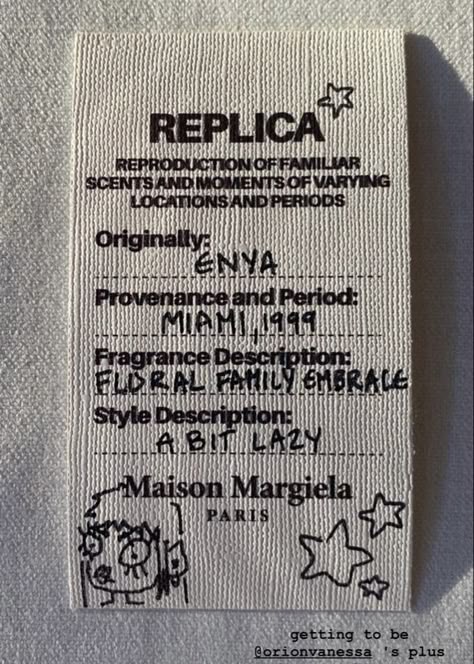 REPLICA
REPRODUCTION OF FAMILIAR
SCENTS AND MOMENTS OF VARYING
LOCATIONS AND PERIODS
Originally:
ENYA
Provenance and Period:
MIAMI, 1999
Fragrance Description:
FLORAL FAMILY EMBRACE
Style Description:
A BIT LAZY
Maison Margiela
PARIS
getting to be
@orionvanessa 's plus